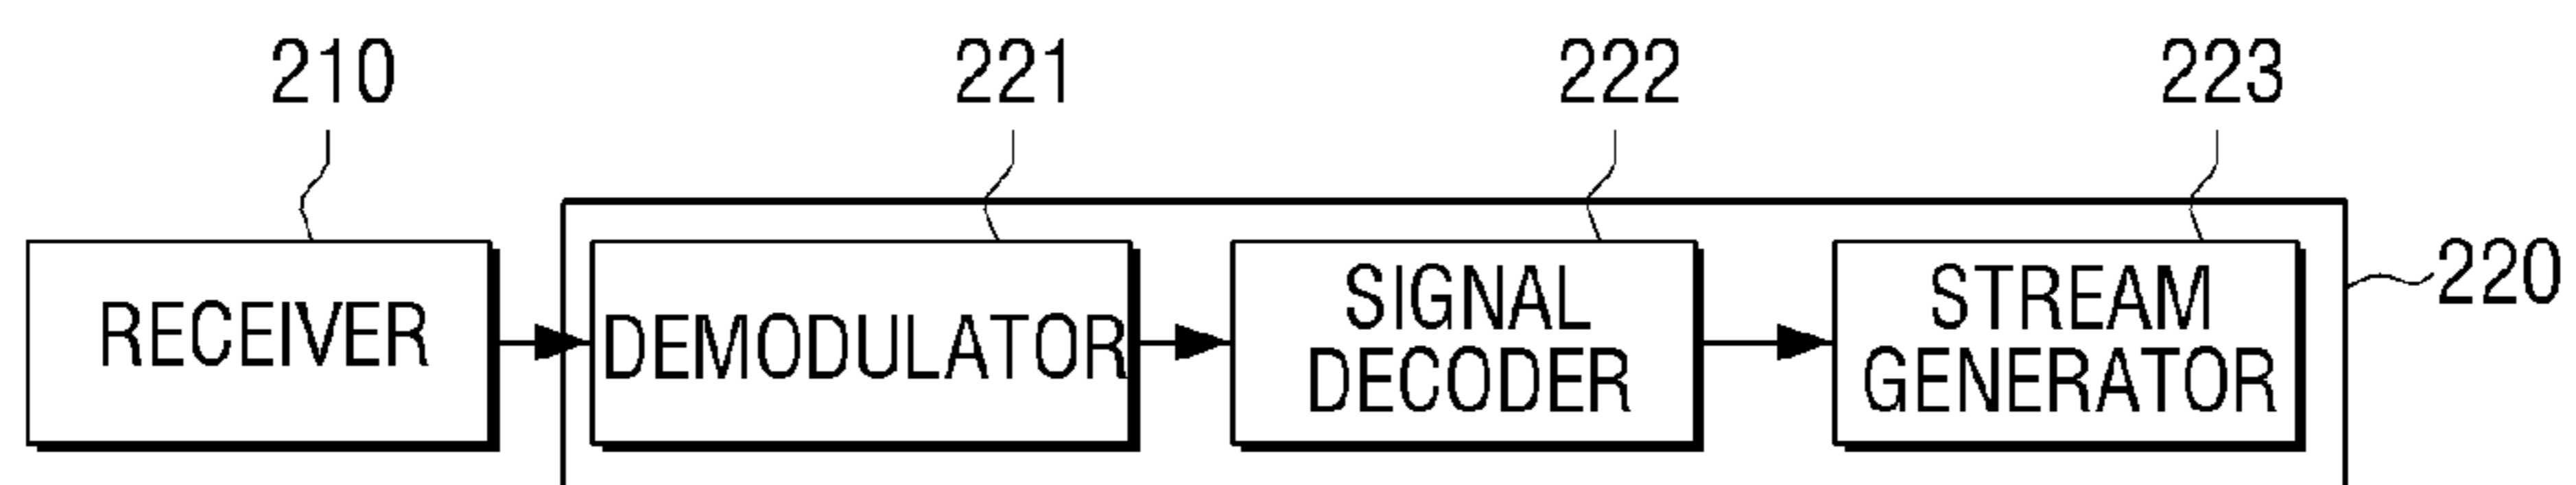 210
221
222
223
RECEIVER
DEMODULATOR
SIGNAL
DECODER
STREAM
GENERATOR
220